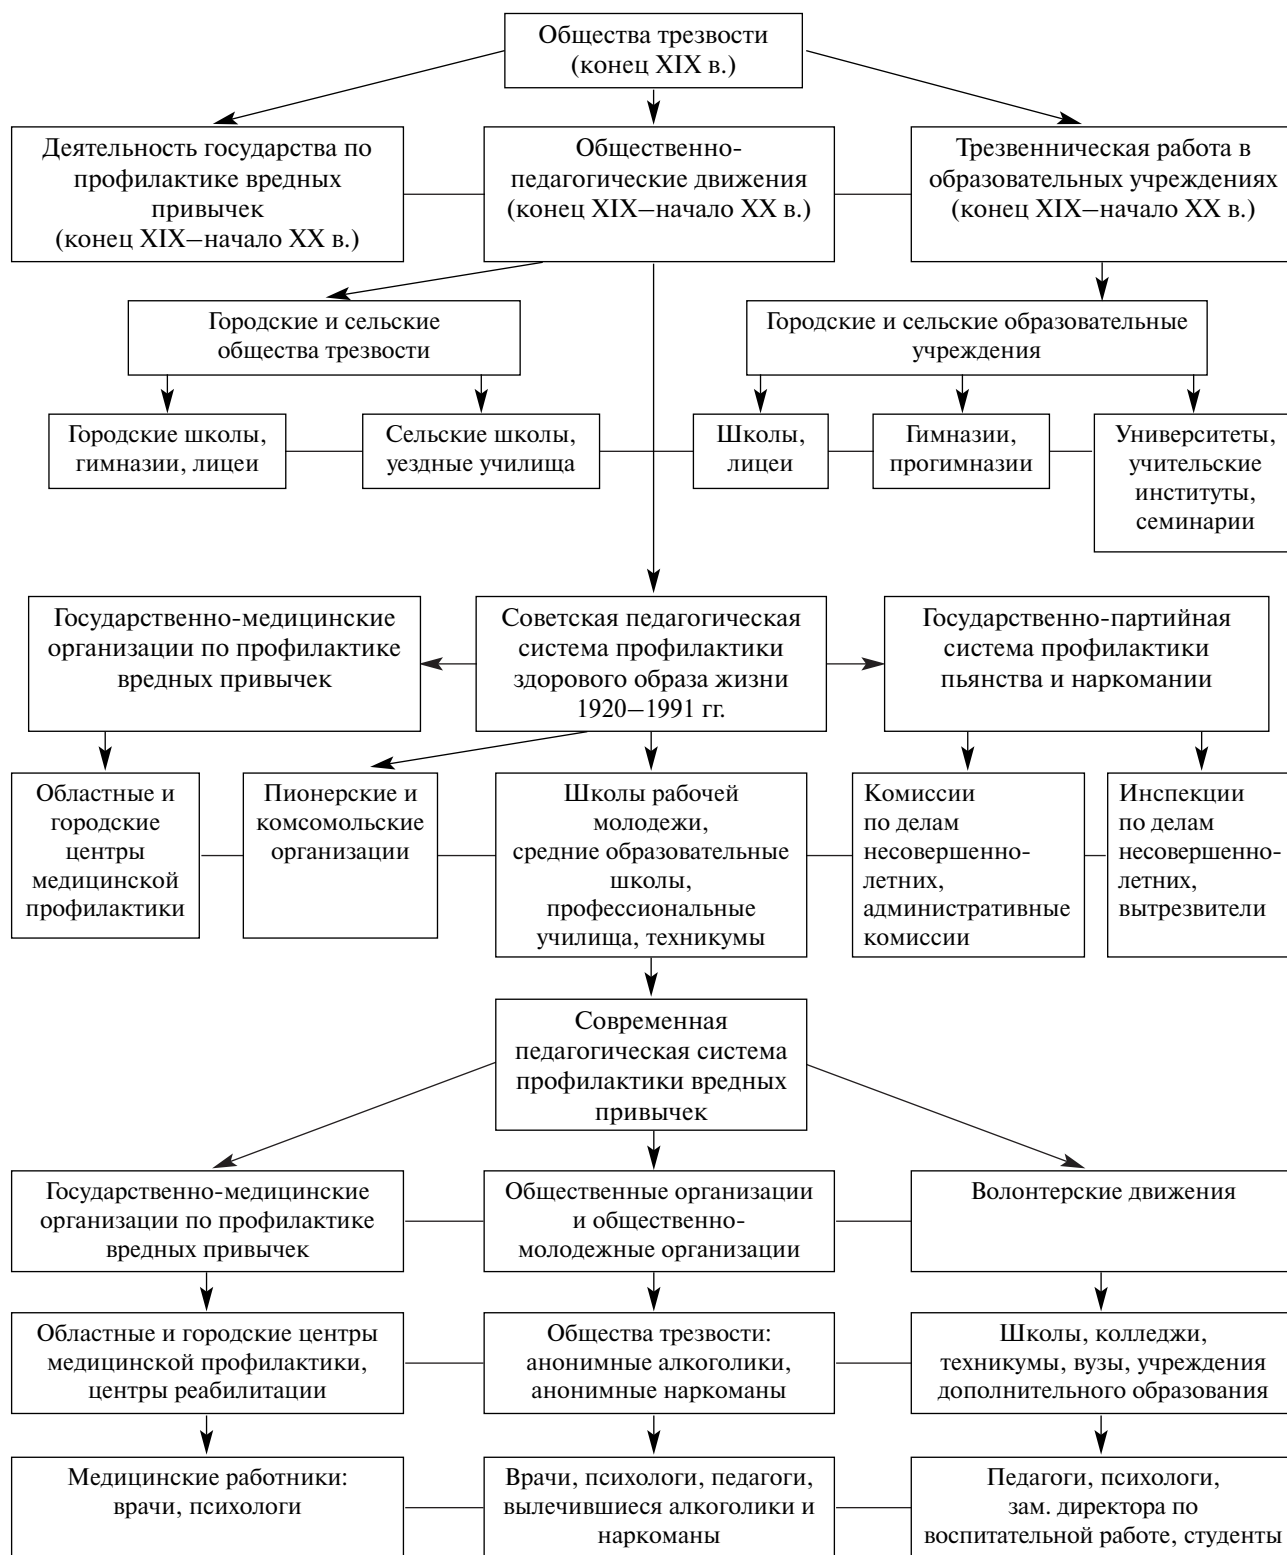 Общества трезвости
(конец XIX в.)
Деятельность государства по
профилактике вредных
привычек
(конец XIX–начало XX в.)
Общественно-
педагогические движения
(конец XIX–начало XX в.)
Трезвенническая работа в
образовательных учреждениях
(конец XIX–начало XX в.)
Городские и сельские
общества трезвости
Городские и сельские образовательные
учреждения
Городские школы,
гимназии, лицеи
Сельские школы,
уездные училища
Школы,
лицеи
Гимназии,
прогимназии
Университеты,
учительские
институты,
семинарии
Государственно-медицинские
организации по профилактике
вредных привычек
Советская педагогическая
система профилактики
здорового образа жизни
1920–1991 гг.
Государственно-партийная
система профилактики
пьянства и наркомании
Областные и
городские
центры
медицинской
профилактики
Пионерские и
комсомольские
организации
Школы рабочей
молодежи,
средние образовательные
школы,
профессиональные
училища, техникумы
Комиссии
по делам
несовершенно-
летних,
административные
комиссии
Инспекции
по делам
несовершенно-
летних,
вытрезвители
Современная
педагогическая система
профилактики вредных
привычек
Государственно-медицинские
организации по профилактике
вредных привычек
Общественные организации
и общественно-
молодежные организации
Волонтерские движения
Областные и городские центры
медицинской профилактики,
центры реабилитации
Общества трезвости:
анонимные алкоголики,
анонимные наркоманы
Школы, колледжи,
техникумы, вузы, учреждения
дополнительного образования
Медицинские работники:
врачи, психологи
Врачи, психологи, педагоги,
вылечившиеся алкоголики и
наркоманы
Педагоги, психологи,
зам. директора по
воспитательной работе, студенты